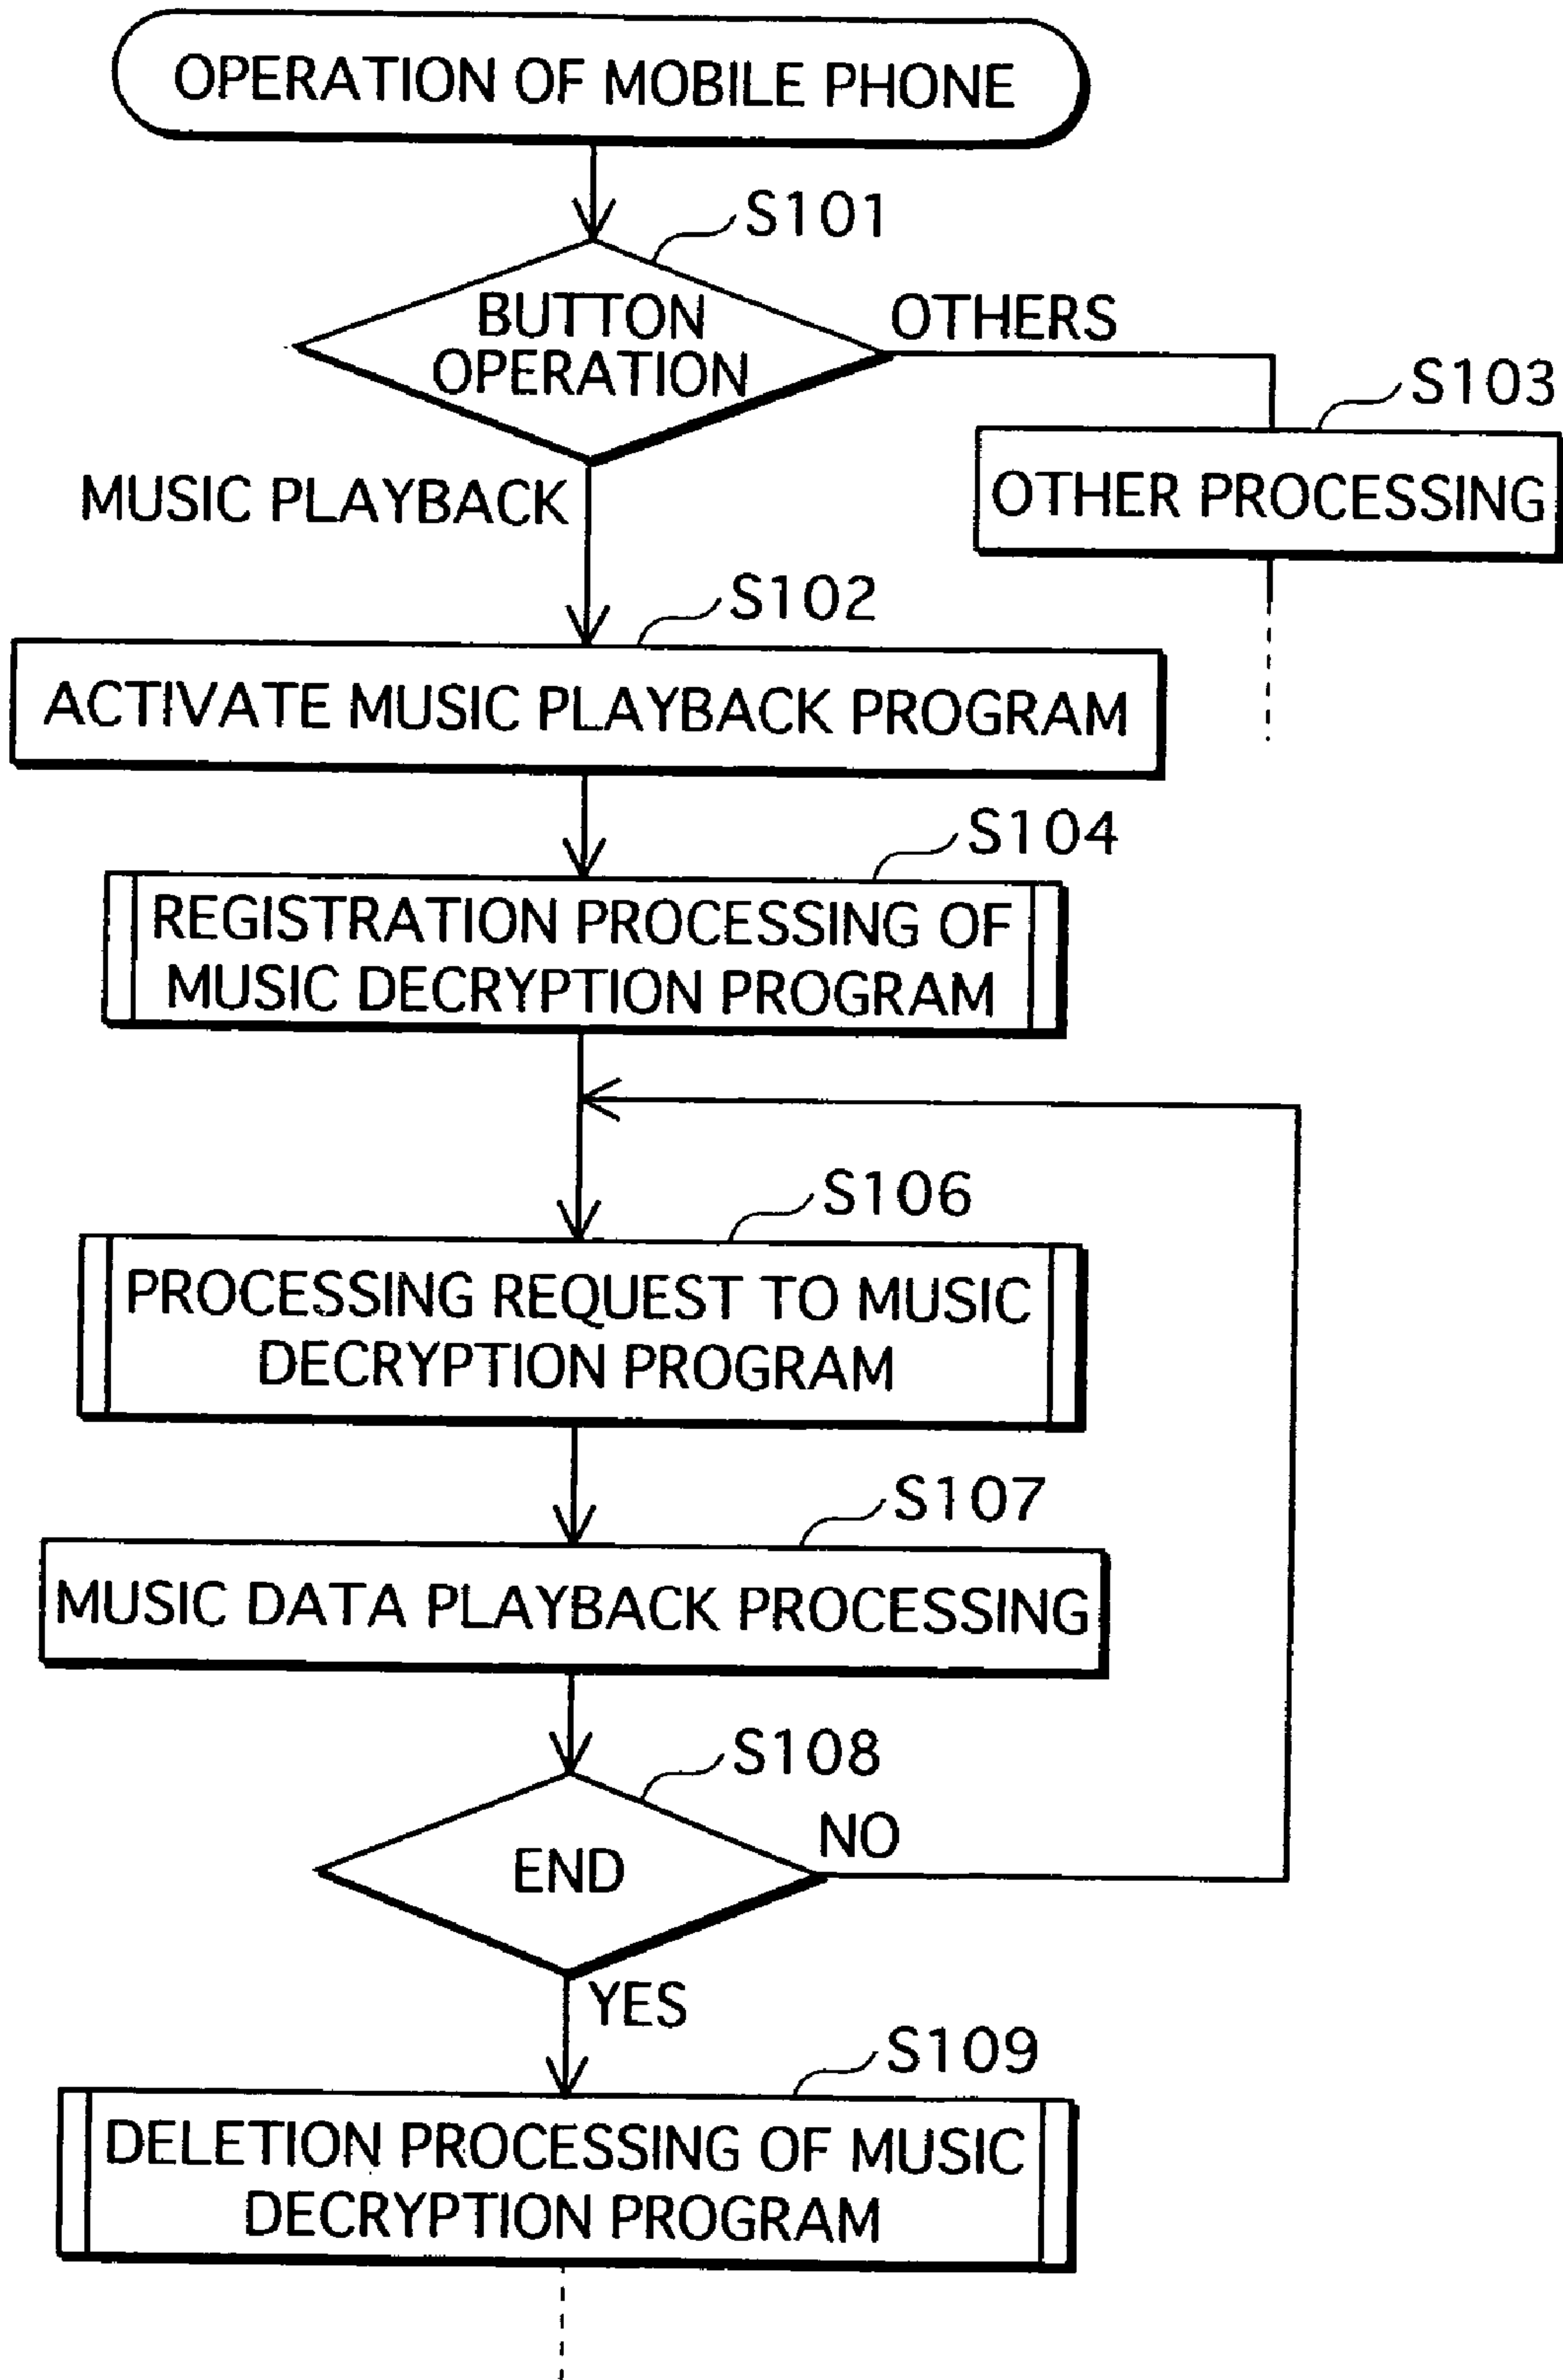 OPERATION OF MOBILE PHONE
S101
BUTTON
OPERATION
OTHERS
S103
OTHER PROCESSING
MUSIC PLAYBACK
S102
ACTIVATE MUSIC PLAYBACK PROGRAM
S104
REGISTRATION PROCESSING OF
MUSIC DECRYPTION PROGRAM
S106
PROCESSING REQUEST TO MUSIC
DECRYPTION PROGRAM
S107
MUSIC DATA PLAYBACK PROCESSING
S108
END
NO
YES
S109
DELETION PROCESSING OF MUSIC
DECRYPTION PROGRAM